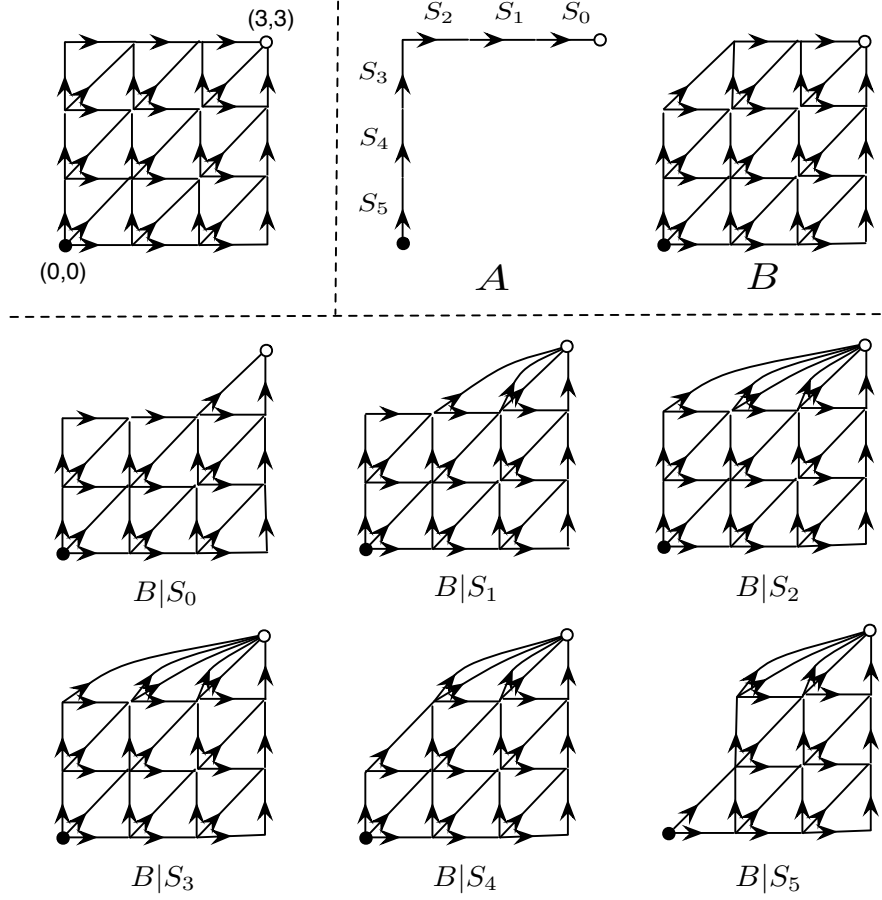 (3,3)
(0,0)
S₂ S₁ S₀
S₃
S₄
S₅
A
B
B|S₀
B|S₁
B|S₂
B|S₃
B|S₄
B|S₅